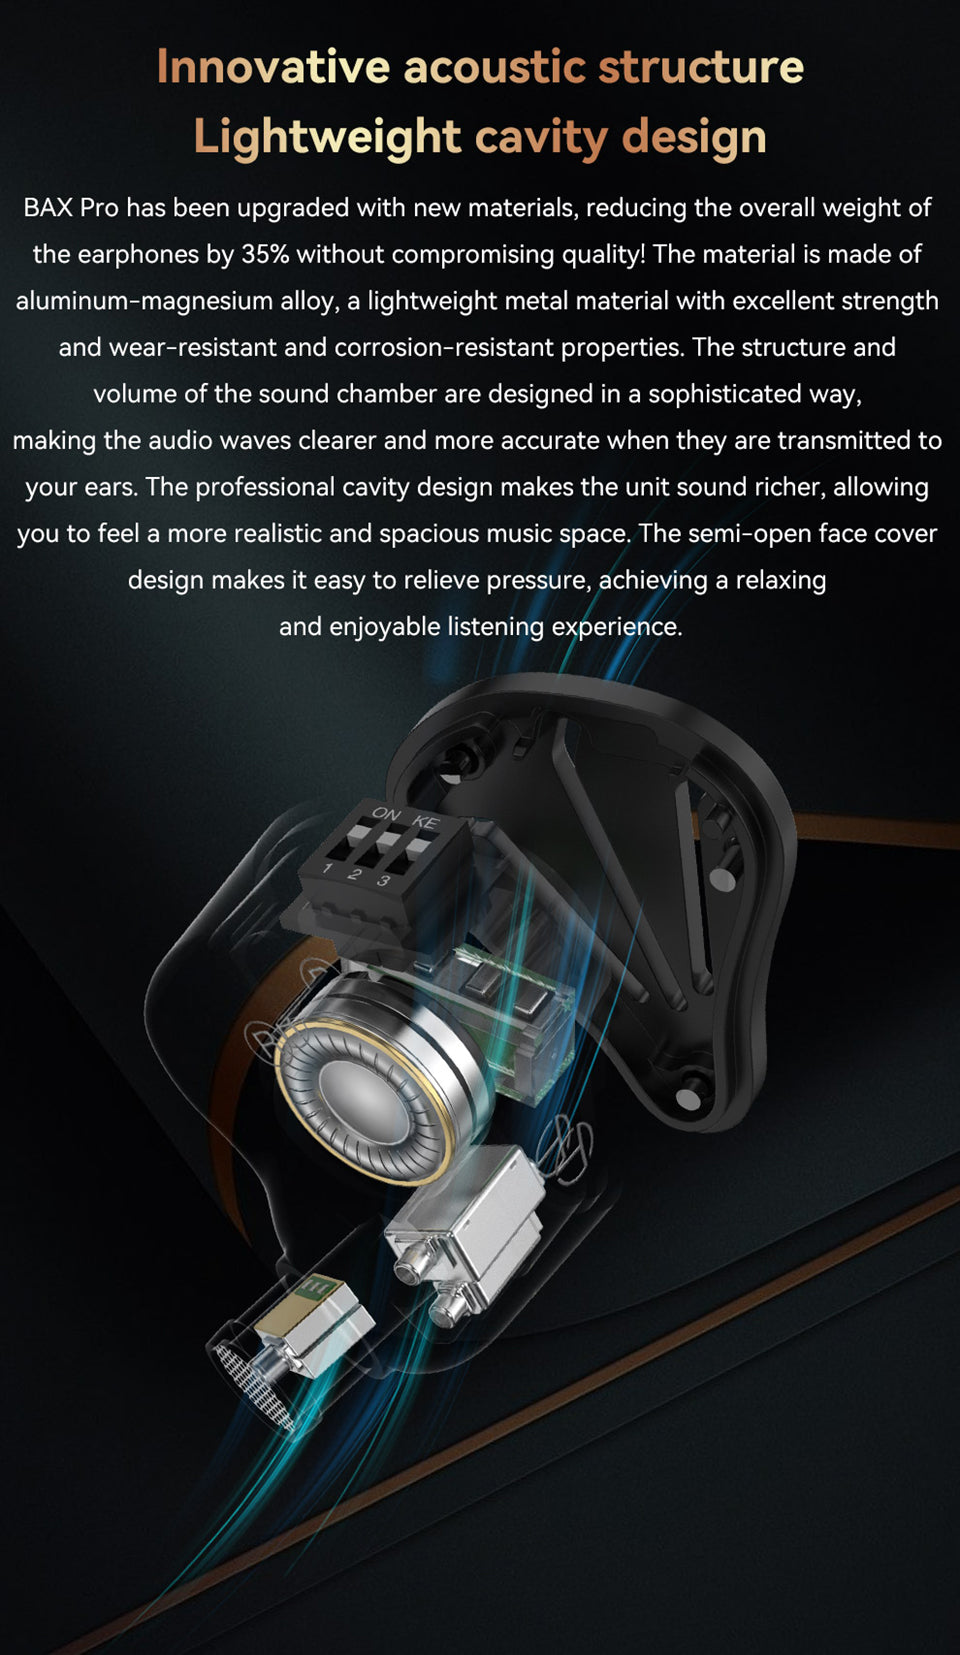 Innovative acoustic structure
Lightweight cavity design
BAX Pro has been upgraded with new materials, reducing the overall weight of
the earphones by 35% without compromising quality! The material is made of
aluminum-magnesium alloy, a lightweight metal material with excellent strength
and wear-resistant and corrosion-resistant properties. The structure and
volume of the sound chamber are designed in a sophisticated way,
making the audio waves clearer and more accurate when they are transmitted to
your ears. The professional cavity design makes the unit sound richer, allowing
you to feel a more realistic and spacious music space. The semi-open face cover
design makes it easy to relieve pressure, achieving a relaxing
and enjoyable listening experience.
ON KE
1 2 3